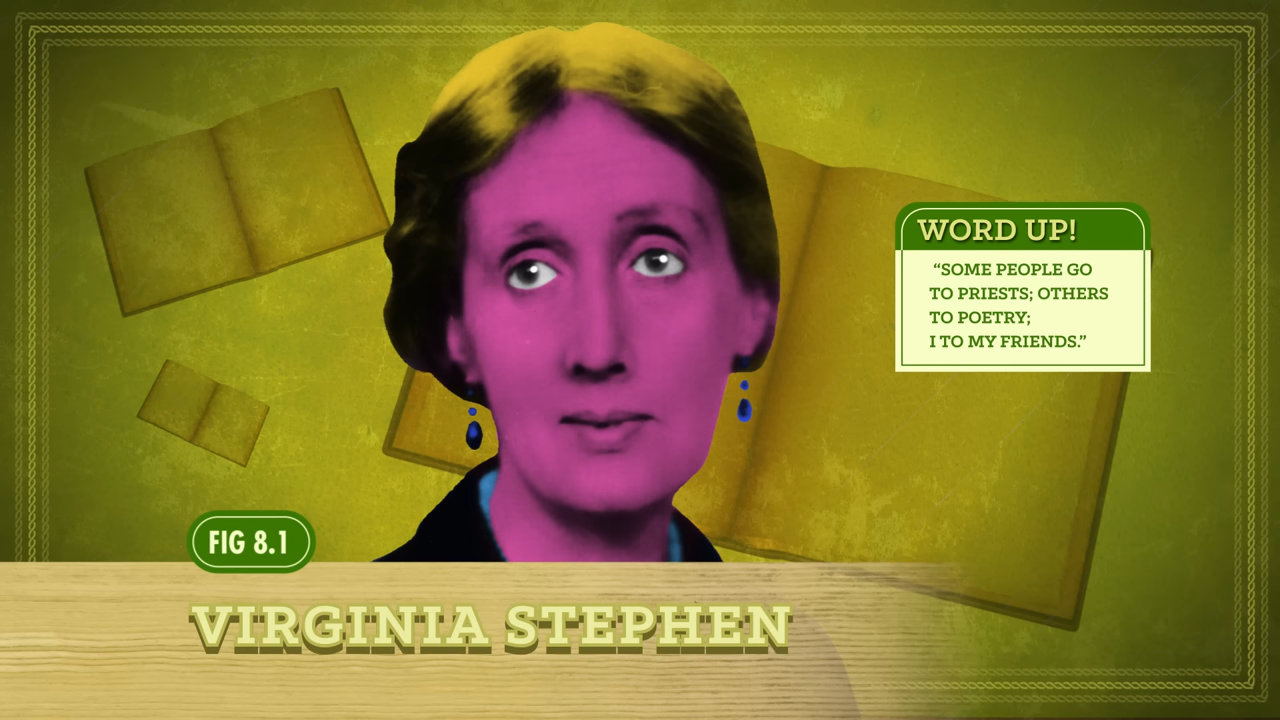 WORD UP!
“SOME PEOPLE GO
TO PRIESTS; OTHERS
TO POETRY;
I TO MY FRIENDS.”
FIG 8.1
VIRGINIA STEPHEN